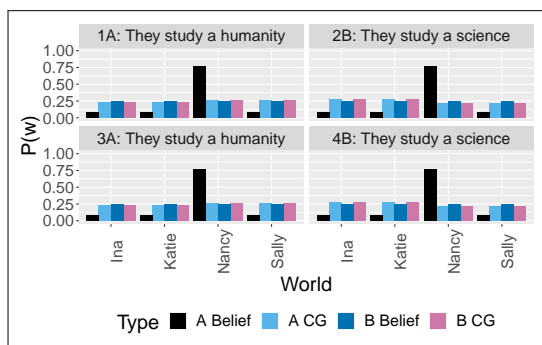 1A: They study a humanity
2B: They study a science
1.00
0.75
0.50
0.25
0.00
3A: They study a humanity
4B: They study a science
1.00
0.75
0.50
0.25
0.00
P(w)
Ina
Katie
Nancy
Sally
Ina
Katie
Nancy
Sally
World
Type A Belief A CG B Belief B CG